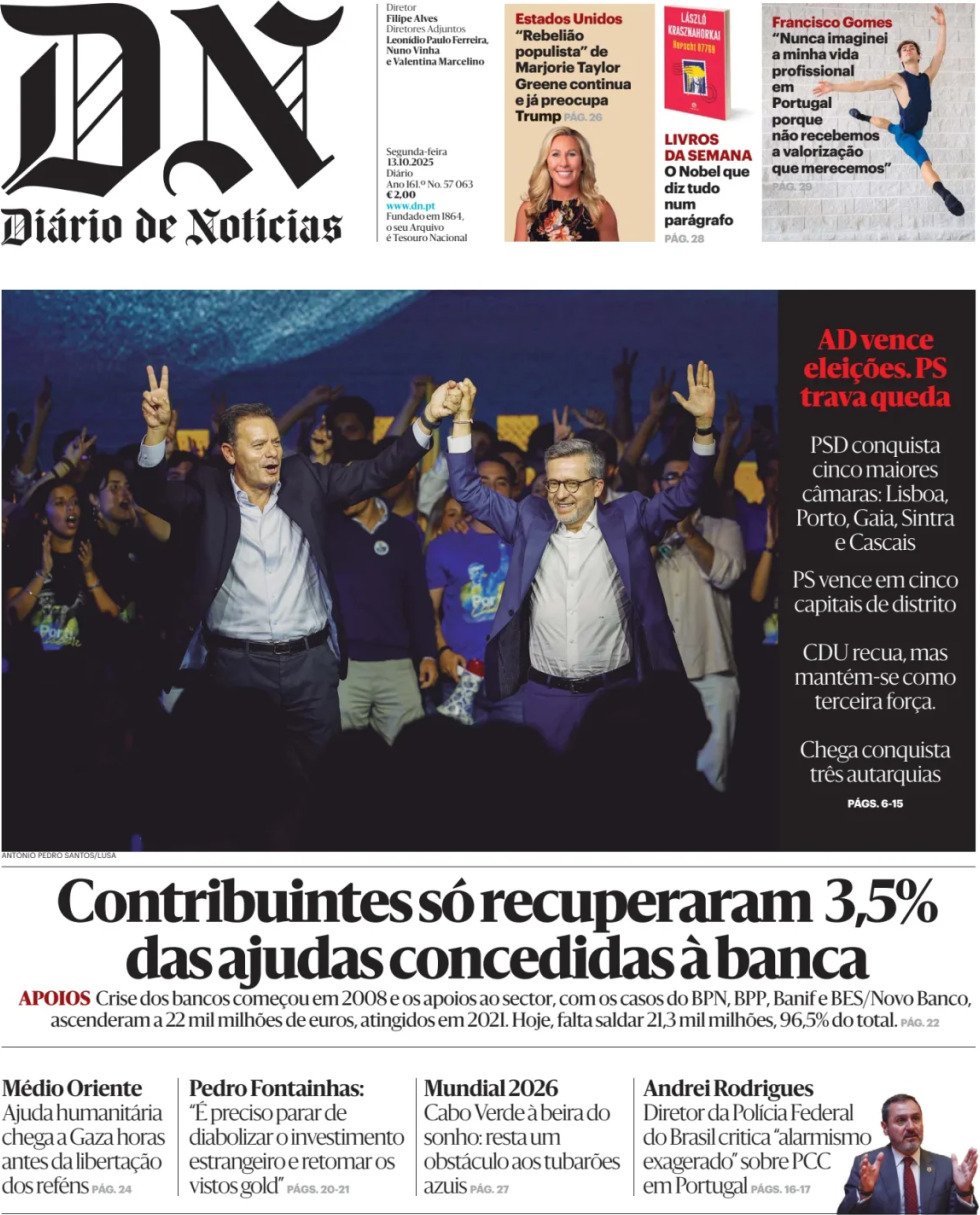 DN
Diário de Notícias
Diretor
Filipe Alves
Diretores Adjuntos
Leonídio Paulo Ferreira,
Nuno Vinha
e Valentina Marcelino
Segunda-feira
13.10.2025
Diário
Ano 161.º No. 57 063
€ 2,00
www.dn.pt
Fundado em 1864,
o seu Arquivo
é Tesouro Nacional
Estados Unidos
“Rebelião
populista” de
Marjorie Taylor
Greene continua
e já preocupa
Trump PÁG. 26
LÁSZLÓ
KRASZNAHORKAI
Herscht 07769
LIVROS
DA SEMANA
O Nobel que
diz tudo
num
parágrafo
PÁG. 28
Francisco Gomes
“Nunca imaginei
a minha vida
profissional
em
Portugal
porque
não recebemos
a valorização
que merecemos”
PÁG. 29
AD vence
eleições. PS
trava queda
PSD conquista
cinco maiores
câmaras: Lisboa,
Porto, Gaia, Sintra
e Cascais
PS vence em cinco
capitais de distrito
CDU recua, mas
mantém-se como
terceira força.
Chega conquista
três autarquias
PÁGS. 6-15
ANTÓNIO PEDRO SANTOS/LUSA
Contribuintes só recuperaram 3,5%
das ajudas concedidas à banca
APOIOS Crise dos bancos começou em 2008 e os apoios ao sector, com os casos do BPN, BPP, Banif e BES/Novo Banco,
ascenderam a 22 mil milhões de euros, atingidos em 2021. Hoje, falta saldar 21,3 mil milhões, 96,5% do total. PÁG. 22
Médio Oriente
Ajuda humanitária
chega a Gaza horas
antes da libertação
dos reféns PÁG. 24
Pedro Fontainhas:
“É preciso parar de
diabolizar o investimento
estrangeiro e retomar os
vistos gold” PÁGS. 20-21
Mundial 2026
Cabo Verde à beira do
sonho: resta um
obstáculo aos tubarões
azuis PÁG. 27
Andrei Rodrigues
Diretor da Polícia Federal
do Brasil critica “alarmismo
exagerado” sobre PCC
em Portugal PÁGS. 16-17